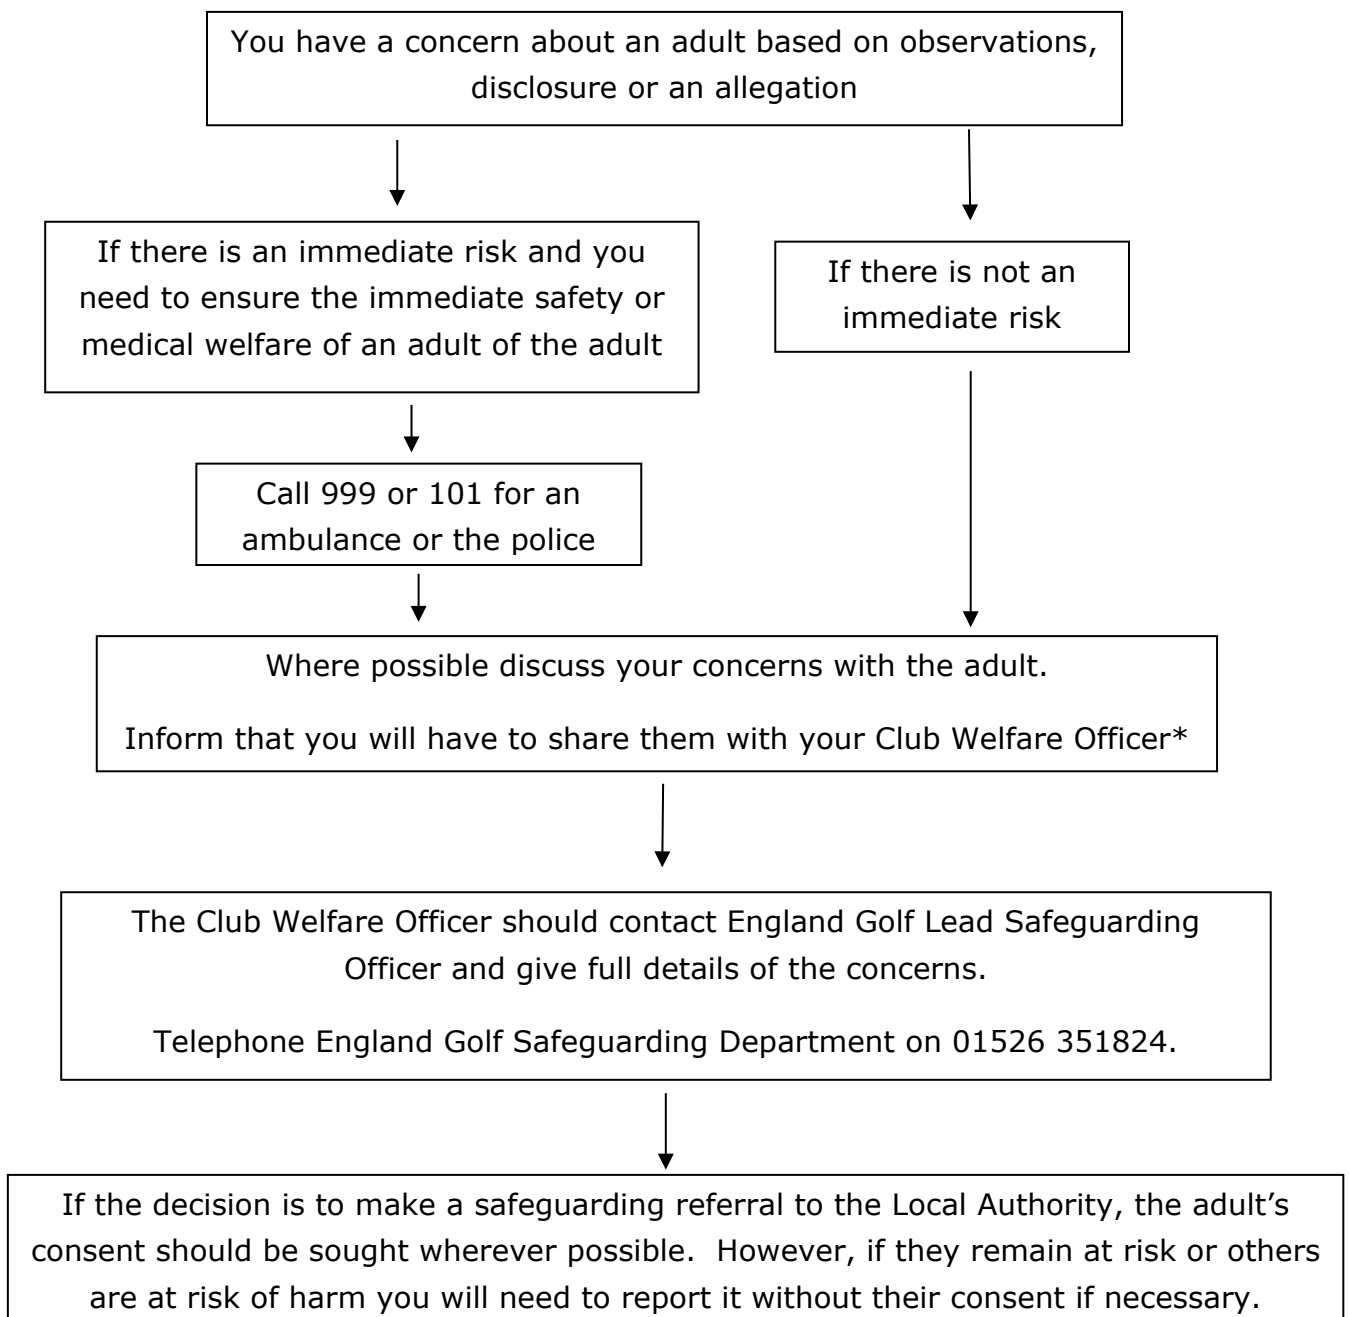 You have a concern about an adult based on observations,
disclosure or an allegation
If there is an immediate risk and you
need to ensure the immediate safety or
medical welfare of an adult of the adult
If there is not an
immediate risk
Call 999 or 101 for an
ambulance or the police
Where possible discuss your concerns with the adult.
Inform that you will have to share them with your Club Welfare Officer*
The Club Welfare Officer should contact England Golf Lead Safeguarding
Officer and give full details of the concerns.
Telephone England Golf Safeguarding Department on 01526 351824.
If the decision is to make a safeguarding referral to the Local Authority, the adult’s
consent should be sought wherever possible.  However, if they remain at risk or others
are at risk of harm you will need to report it without their consent if necessary.